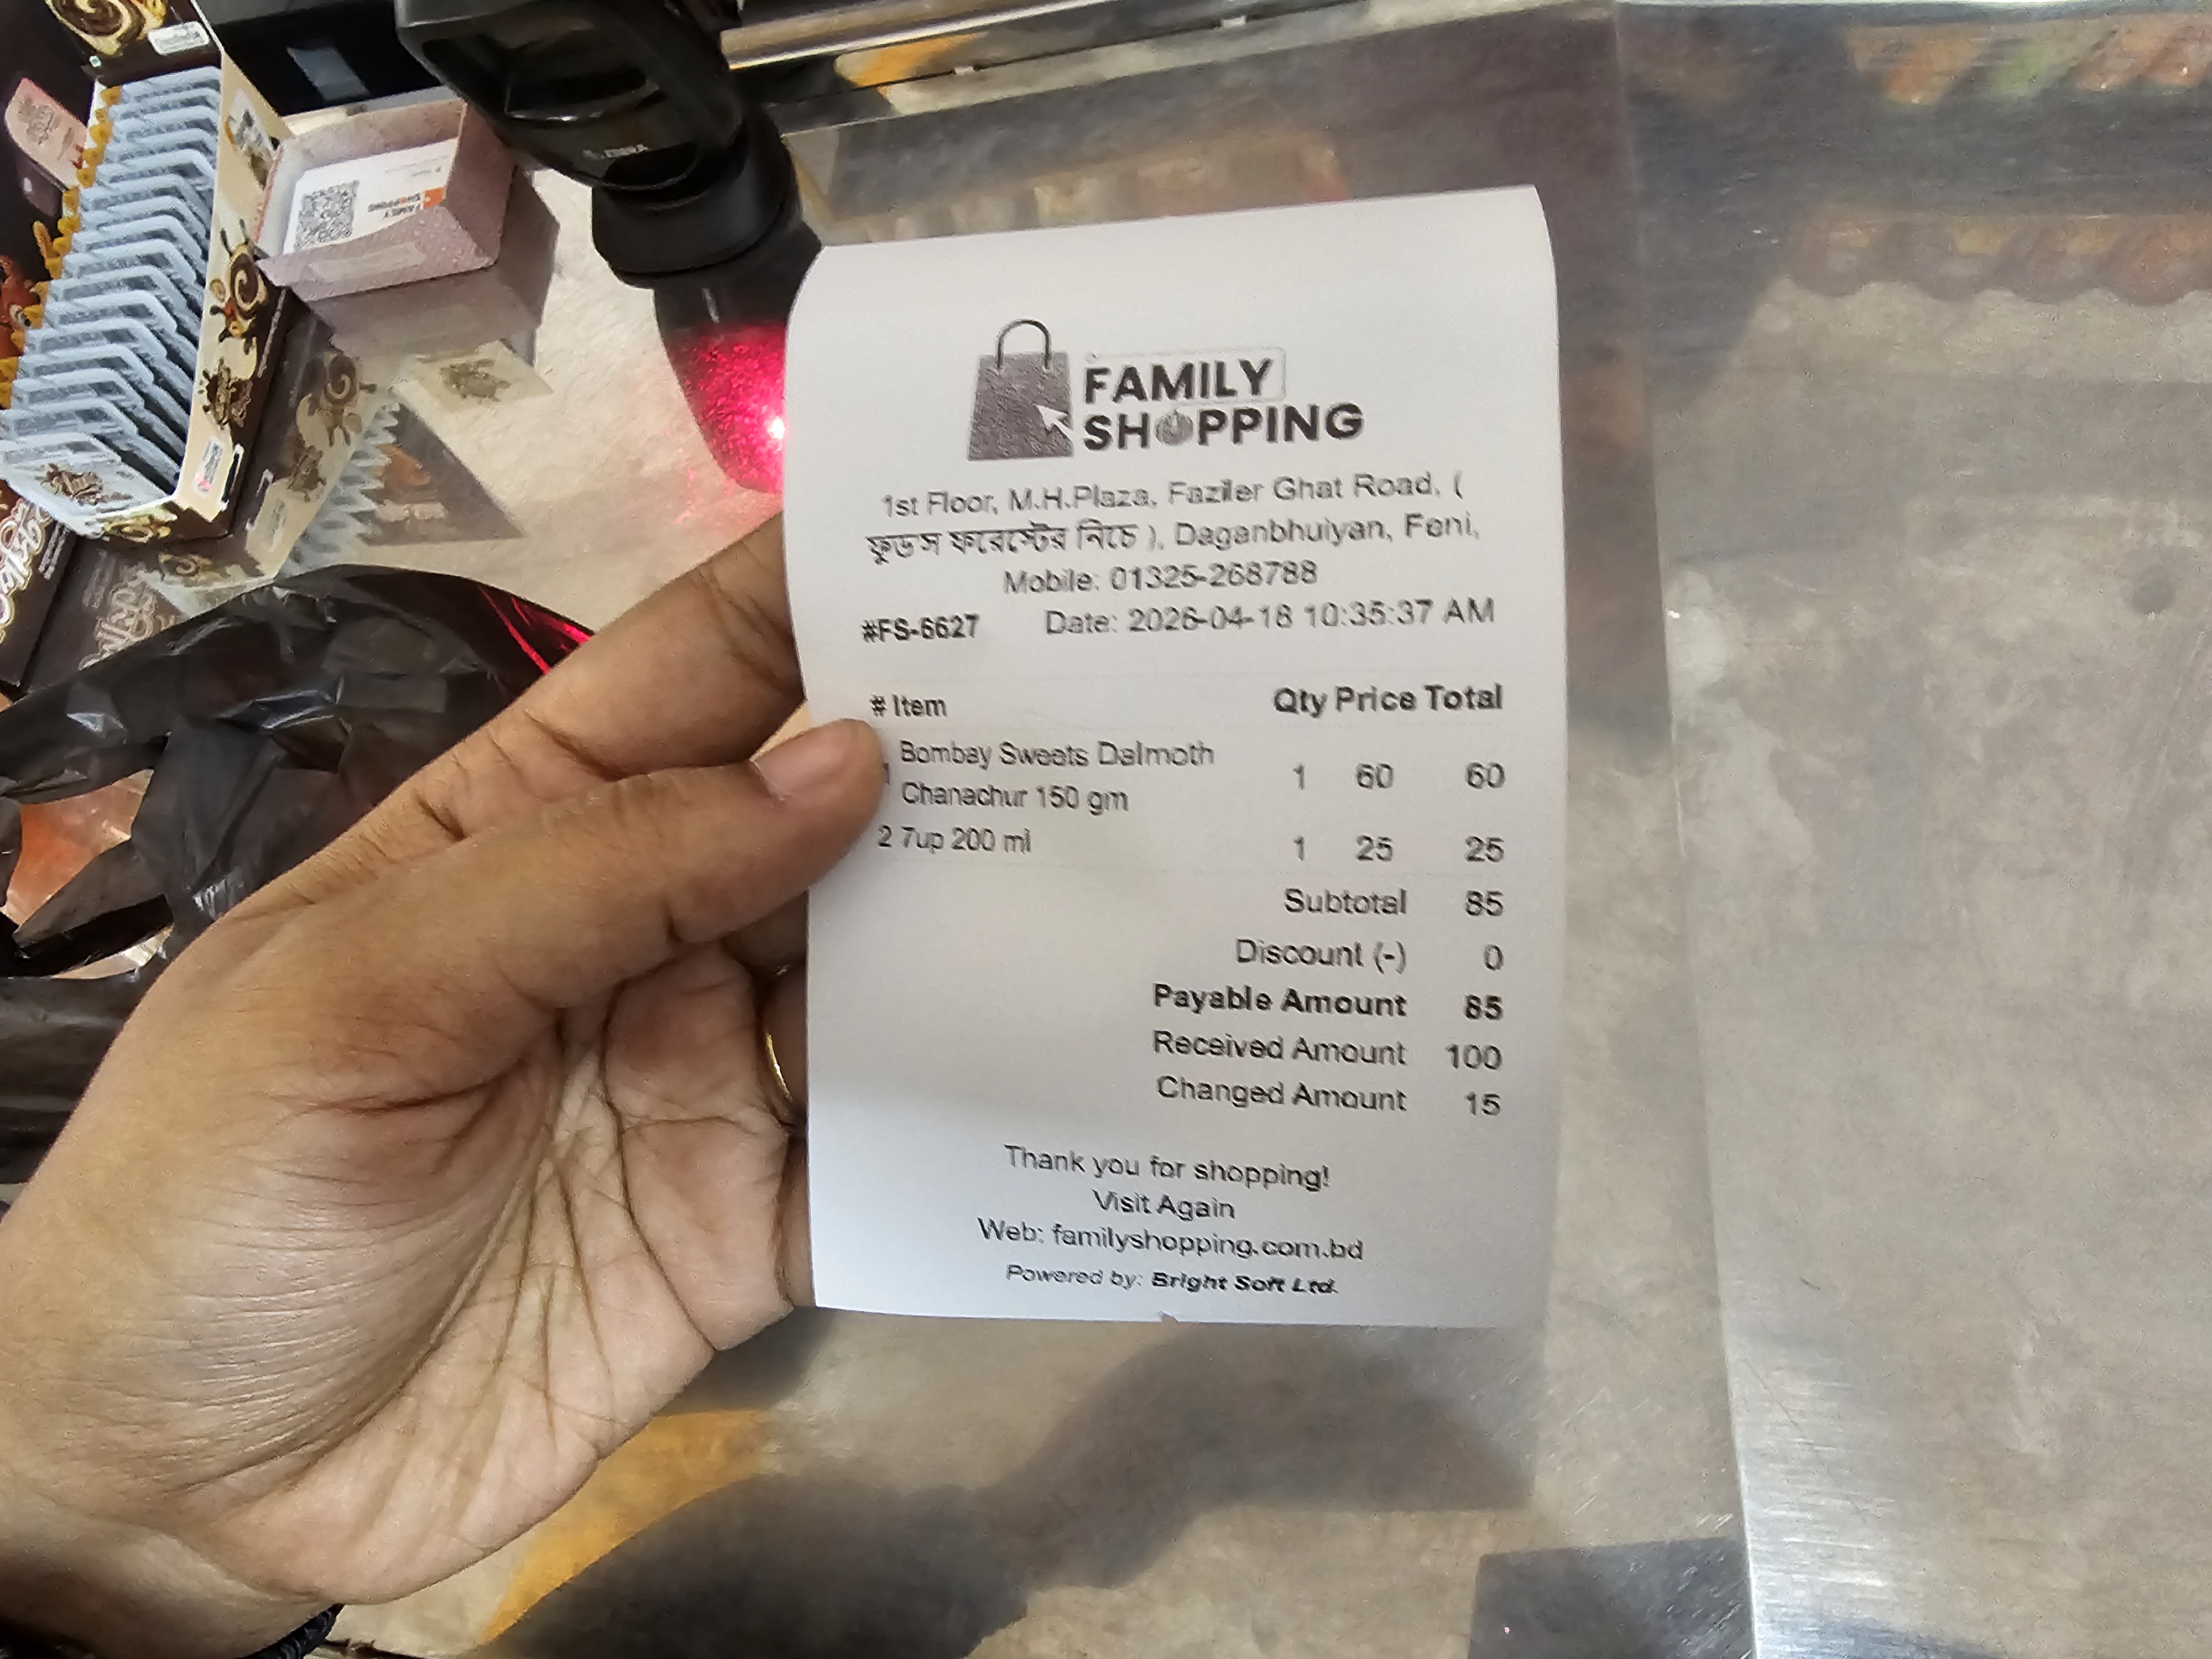 FAMILY
SHOPPING
1st Floor, M.H.Plaza, Faziler Ghat Road, (
ফুডস ফরেস্টের নিচে ), Daganbhuiyan, Feni,
Mobile: 01325-268788
#FS-6627 Date: 2026-04-18 10:35:37 AM
# Item Qty Price Total
1 Bombay Sweets Dalmoth
Chanachur 150 gm 1 60 60
2 7up 200 ml 1 25 25
Subtotal 85
Discount (-) 0
Payable Amount 85
Received Amount 100
Changed Amount 15
Thank you for shopping!
Visit Again
Web: familyshopping.com.bd
Powered by: Bright Soft Ltd.
FAMILY
SHOPPING